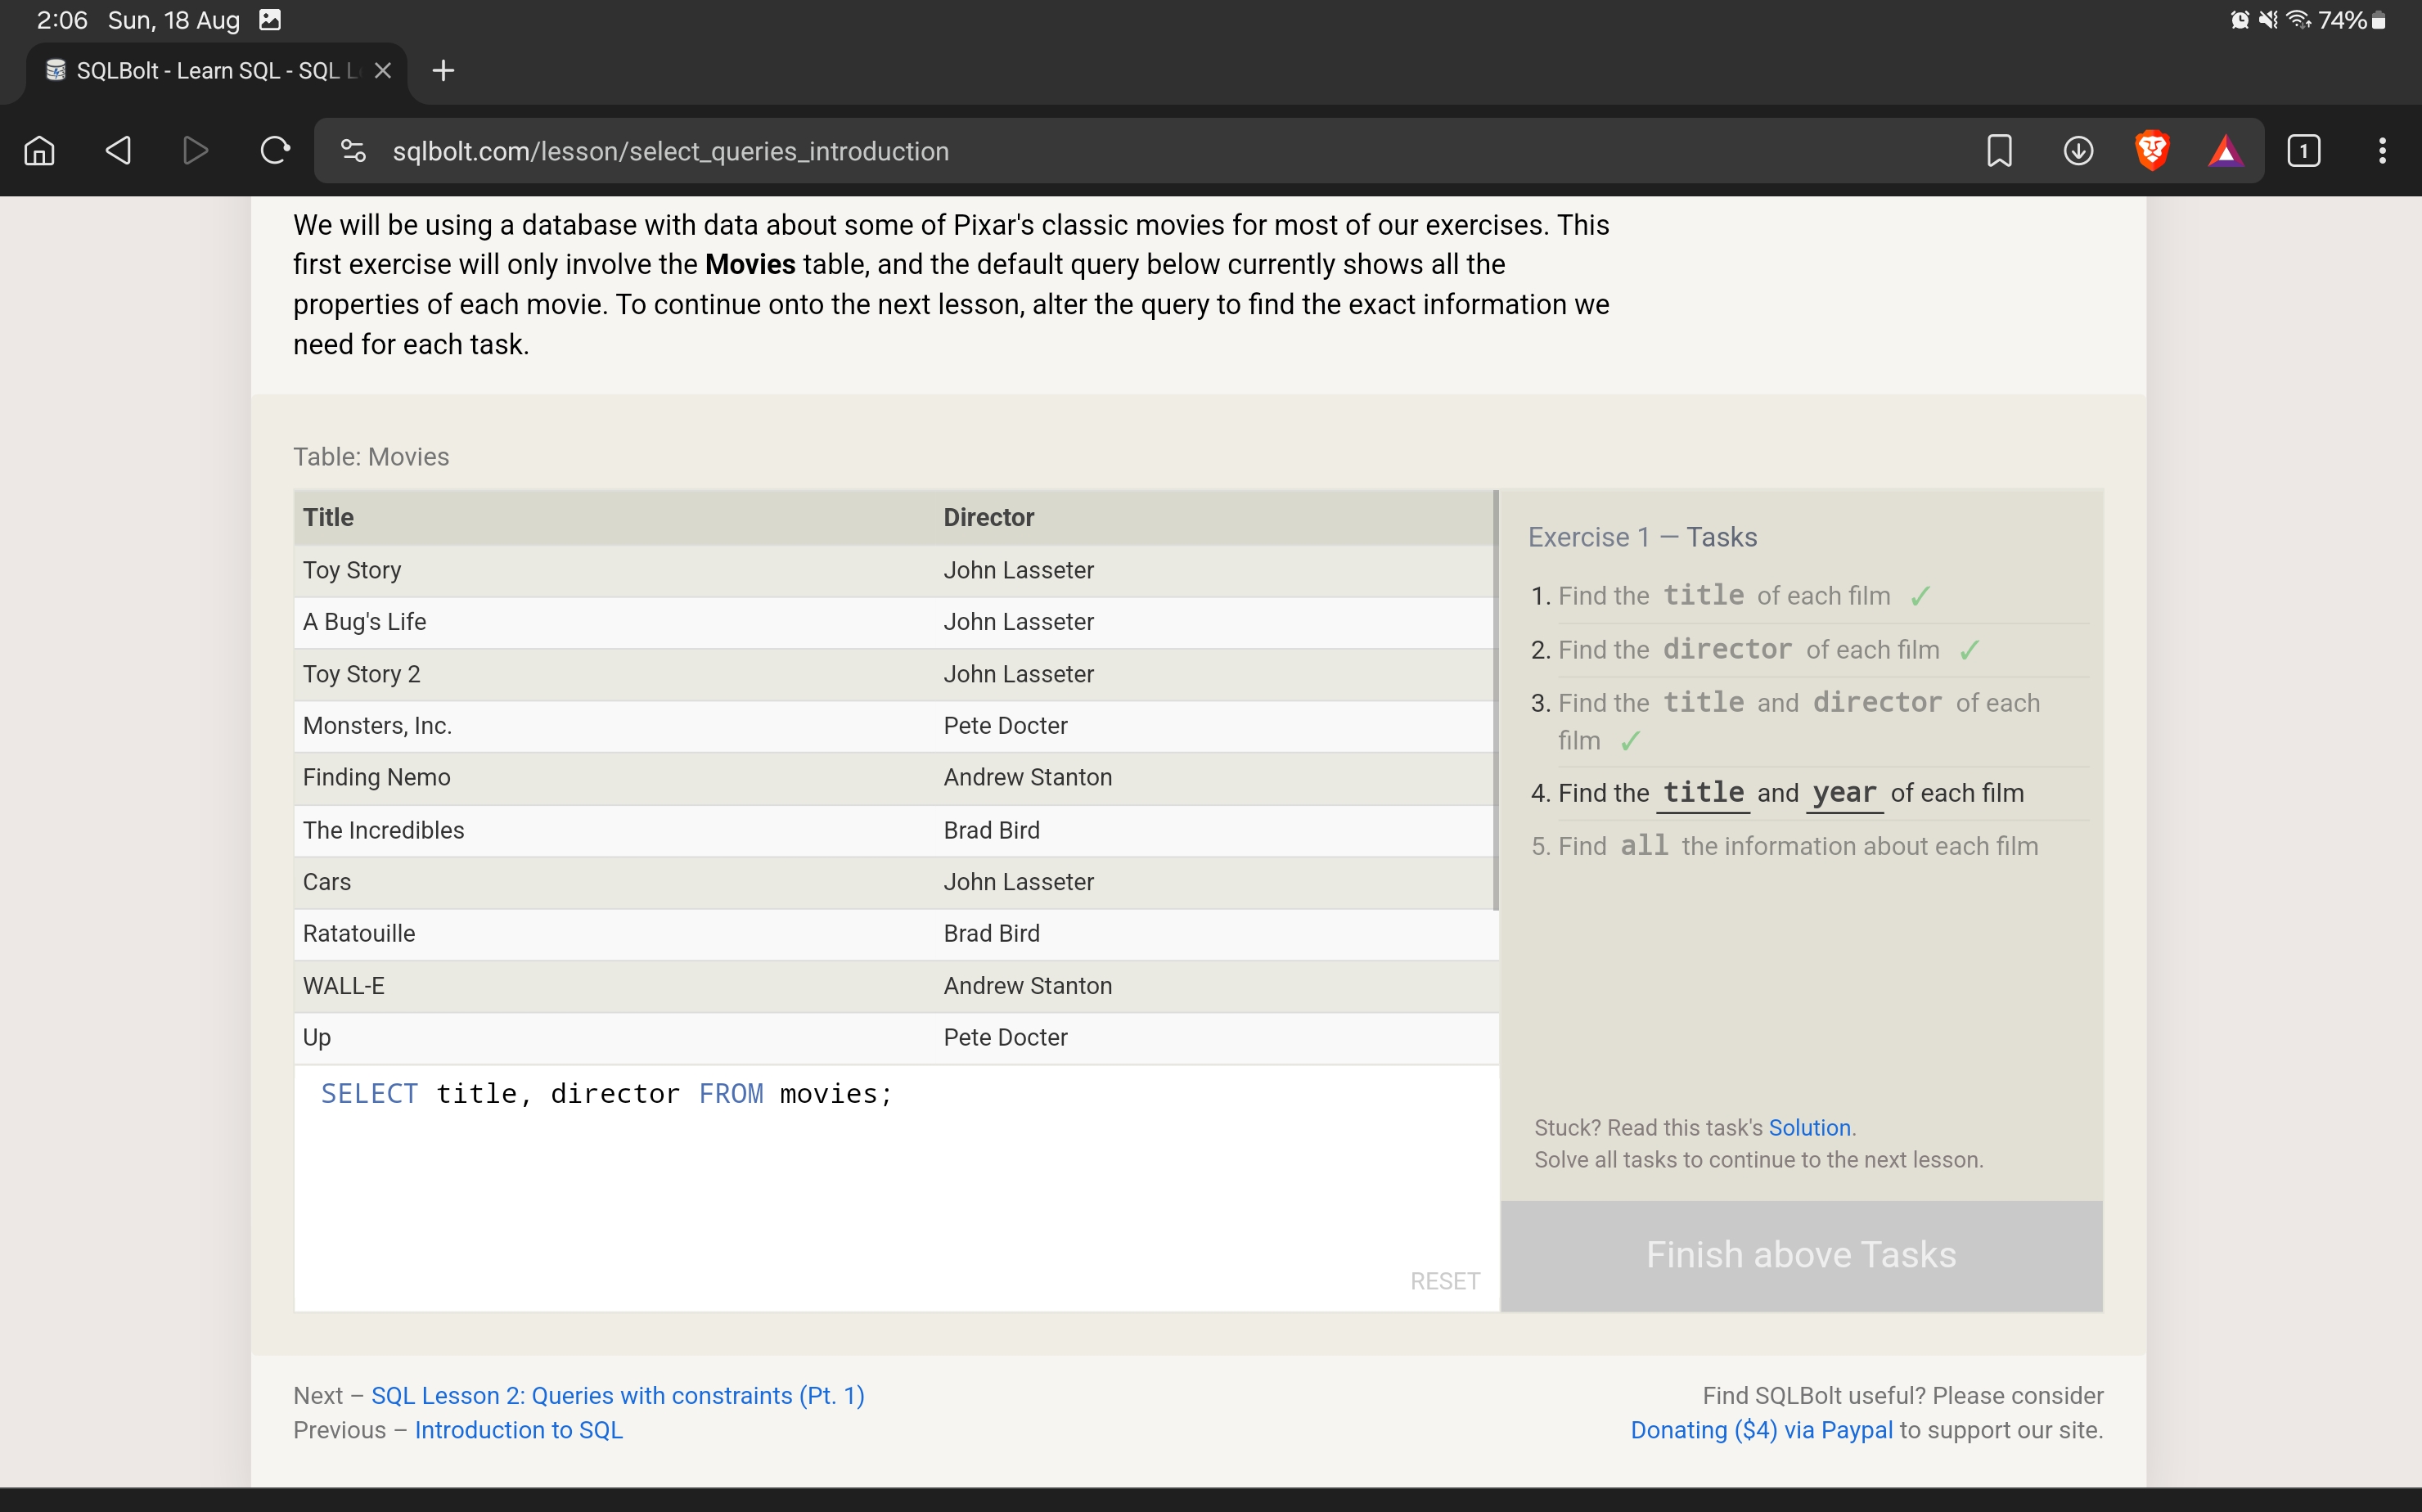 2:06 Sun, 18 Aug 74%
SQLBolt - Learn SQL - SQL
sqlbolt.com/lesson/select_queries_introduction
1
We will be using a database with data about some of Pixar's classic movies for most of our exercises. This
first exercise will only involve the Movies table, and the default query below currently shows all the
properties of each movie. To continue onto the next lesson, alter the query to find the exact information we
need for each task.
Table: Movies
Title Director
Toy Story John Lasseter
A Bug's Life John Lasseter
Toy Story 2 John Lasseter
Monsters, Inc. Pete Docter
Finding Nemo Andrew Stanton
The Incredibles Brad Bird
Cars John Lasseter
Ratatouille Brad Bird
WALL-E Andrew Stanton
Up Pete Docter
SELECT title, director FROM movies;
RESET
Exercise 1 — Tasks
1. Find the title of each film ✓
2. Find the director of each film ✓
3. Find the title and director of each
film ✓
4. Find the title and year of each film
5. Find all the information about each film
Stuck? Read this task's Solution.
Solve all tasks to continue to the next lesson.
Finish above Tasks
Next – SQL Lesson 2: Queries with constraints (Pt. 1)
Previous – Introduction to SQL
Find SQLBolt useful? Please consider
Donating ($4) via Paypal to support our site.